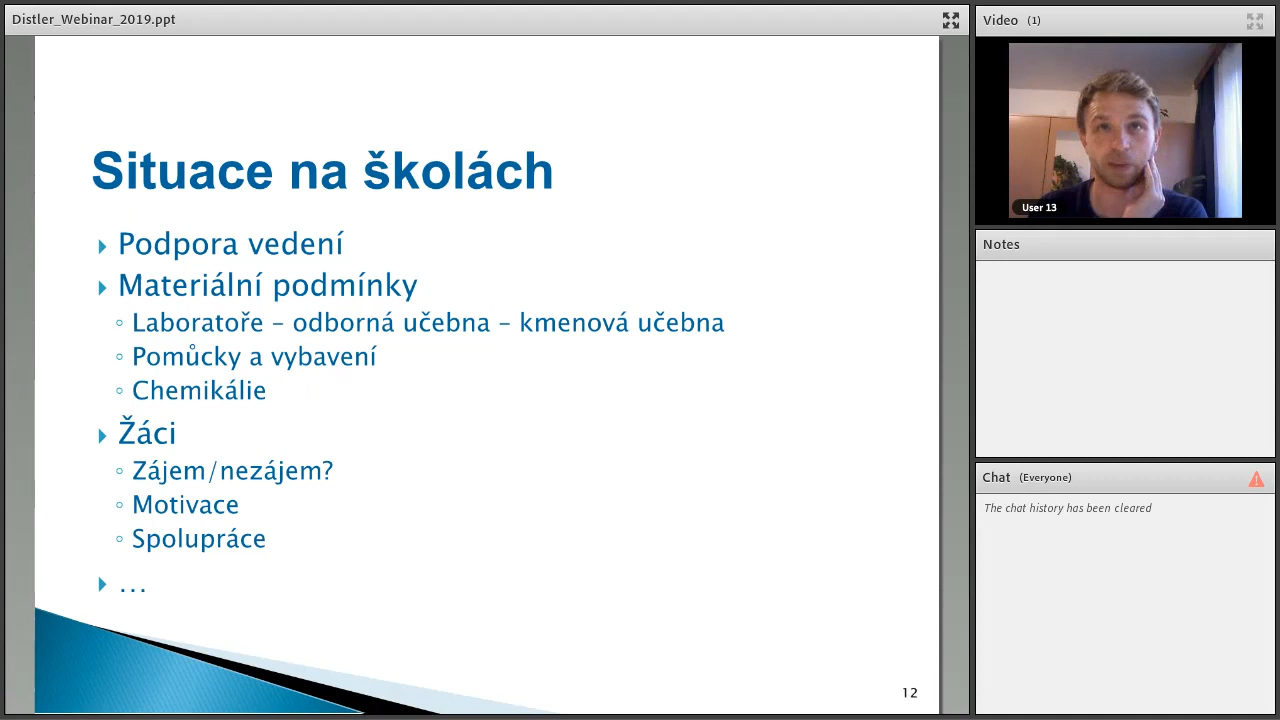 Distler_Webinar_2019.ppt
Situace na školách
Podpora vedení
Materiální podmínky
Laboratoře – odborná učebna – kmenová učebna
Pomůcky a vybavení
Chemikálie
Žáci
Zájem/nezájem?
Motivace
Spolupráce
...
12
Video (1)
User 13
Notes
Chat (Everyone)
The chat history has been cleared